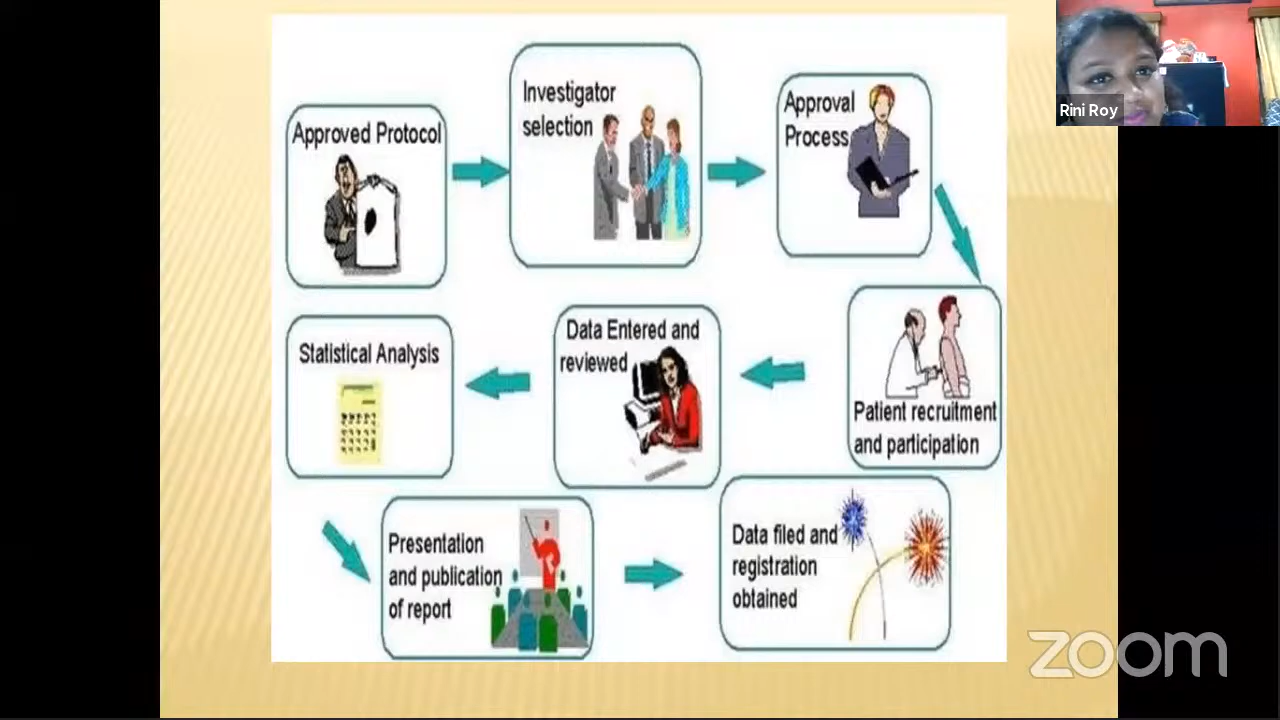 Approved Protocol
Investigator
selection
Approval
Process
Patient recruitment
and participation
Data Entered and
reviewed
Statistical Analysis
Presentation
and publication
of report
Data filed and
registration
obtained
Rini Roy
zoom